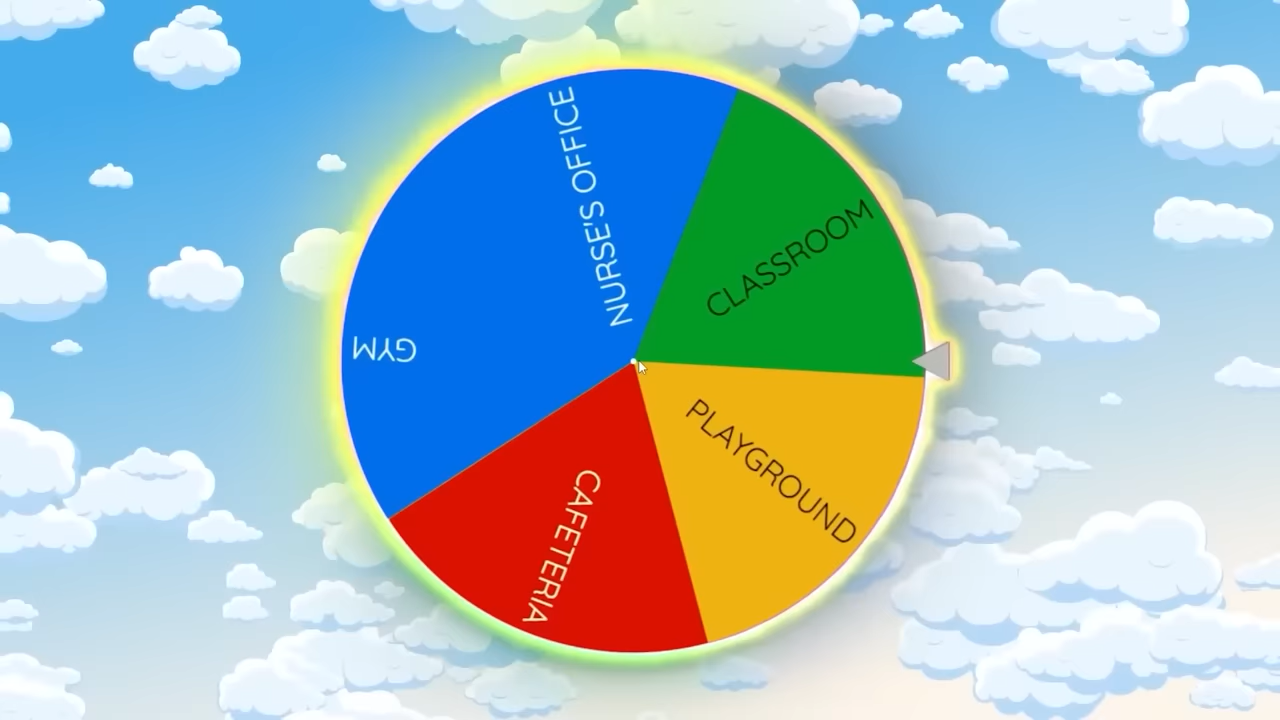 NURSE'S OFFICE
CLASSROOM
GYM
PLAYGROUND
CAFETERIA